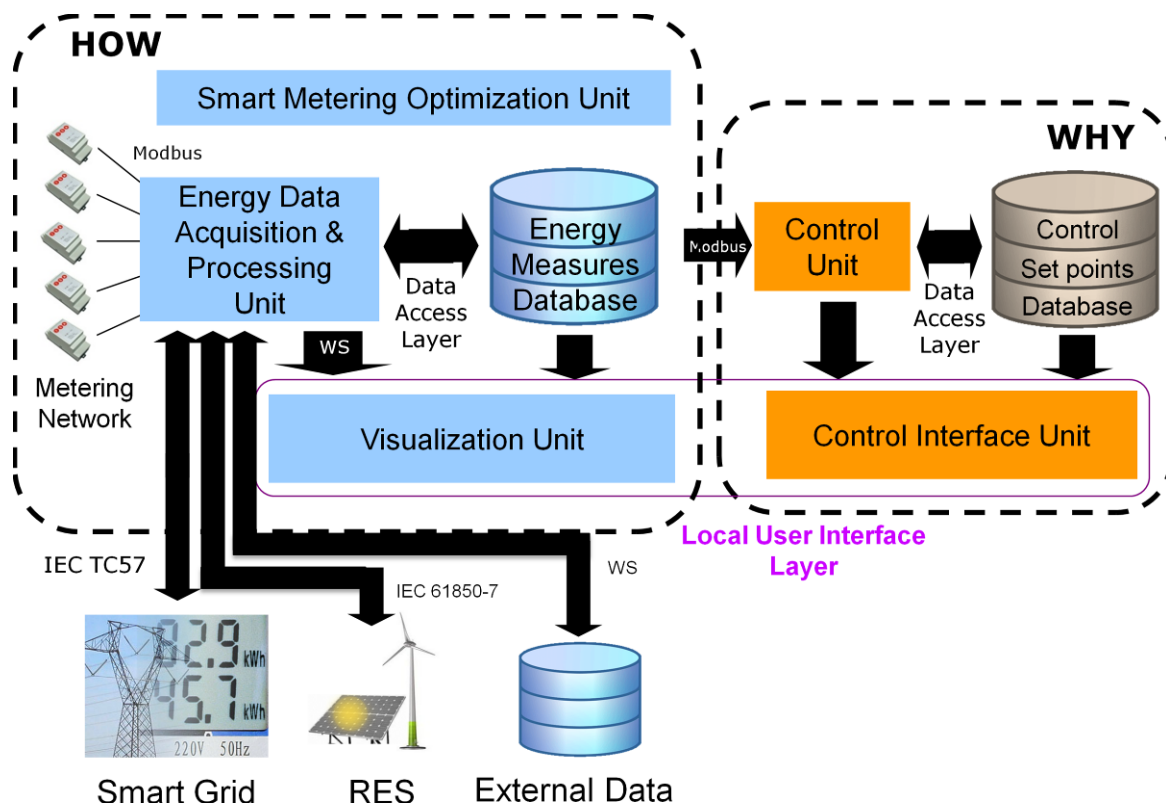 HOW
Smart Metering Optimization Unit
WHY
Modbus
Energy Data
Acquisition &
Processing
Unit
Energy
Measures
Database
Modbus
Control
Unit
Control
Set points
Database
Data
Access
Layer
Data
Access
Layer
WS
Metering
Network
Visualization Unit
Control Interface Unit
Local User Interface
Layer
IEC TC57
IEC 61850-7
WS
82.9 kWh
45.7 kWh
220V 50Hz
Smart Grid
RES
External Data